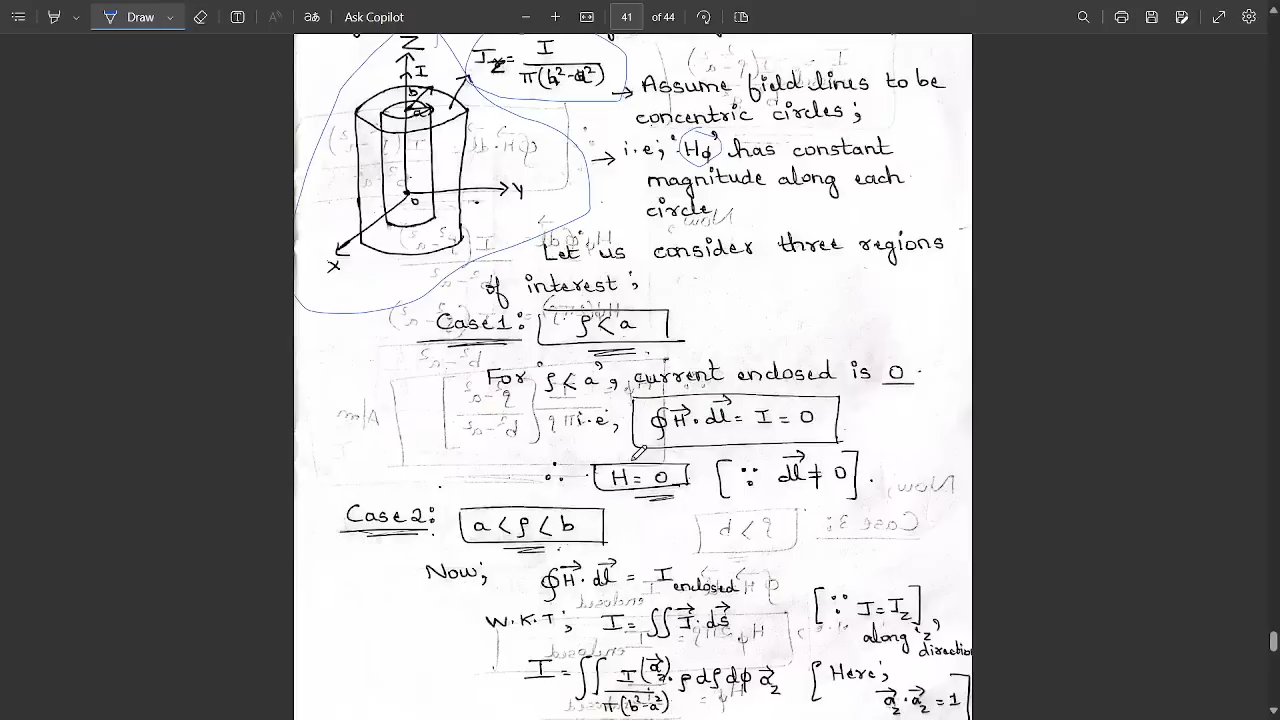 Draw
Ask Copilot
41 of 44
Z
I
b
a
o
Y
X
Jz = I / π(b²-a²)
→ Assume field lines to be
concentric circles;
→ i.e; 'Hϕ' has constant
magnitude along each
circle.
Let us consider three regions
of interest;
Case 1: ρ < a
For 'ρ < a', current enclosed is 0.
i.e; ∮H⃗·dl⃗ = I = 0
∴ H = 0 [∵ dl⃗ ≠ 0].
Case 2: a < ρ < b
Now; ∮H⃗·dl⃗ = I enclosed
W.K.T; I = ∬J⃗·ds⃗ [∵ J = Jz]
along 'z' direction
I = ∬ I(a⃗z) / π(b²-a²) · ρ dρ dϕ a⃗z [Here;
a⃗z · a⃗z = 1]